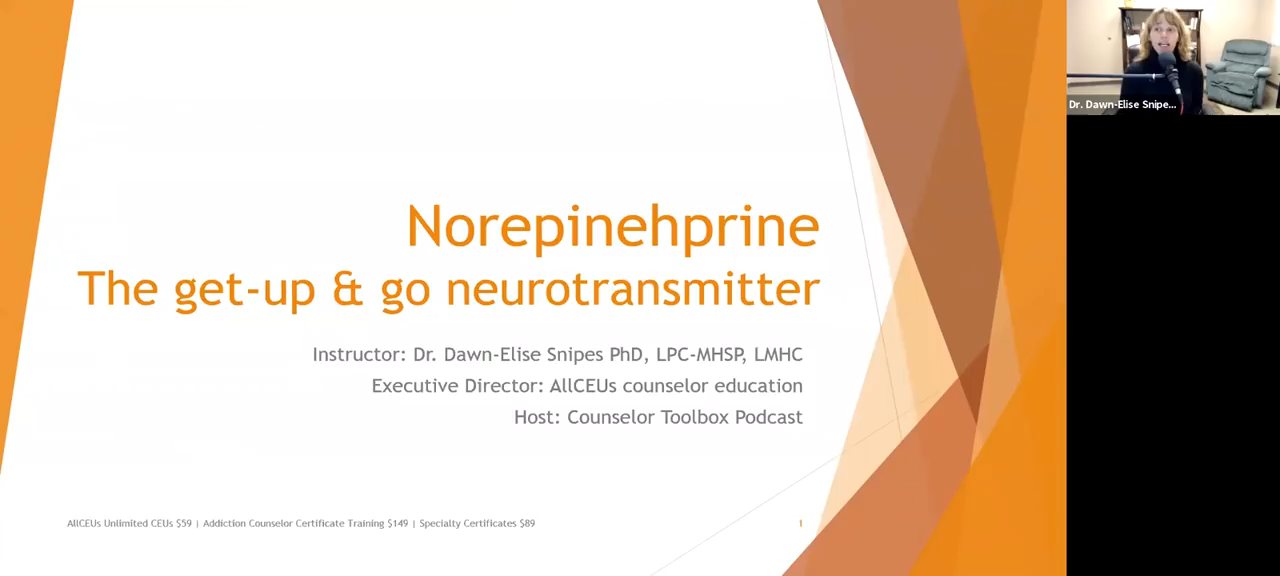 Norepinehprine
The get-up & go neurotransmitter
Instructor: Dr. Dawn-Elise Snipes PhD, LPC-MHSP, LMHC
Executive Director: AllCEUs counselor education
Host: Counselor Toolbox Podcast
AllCEUs Unlimited CEUs $59 | Addiction Counselor Certificate Training $149 | Specialty Certificates $89
1
Dr. Dawn-Elise Snipe...